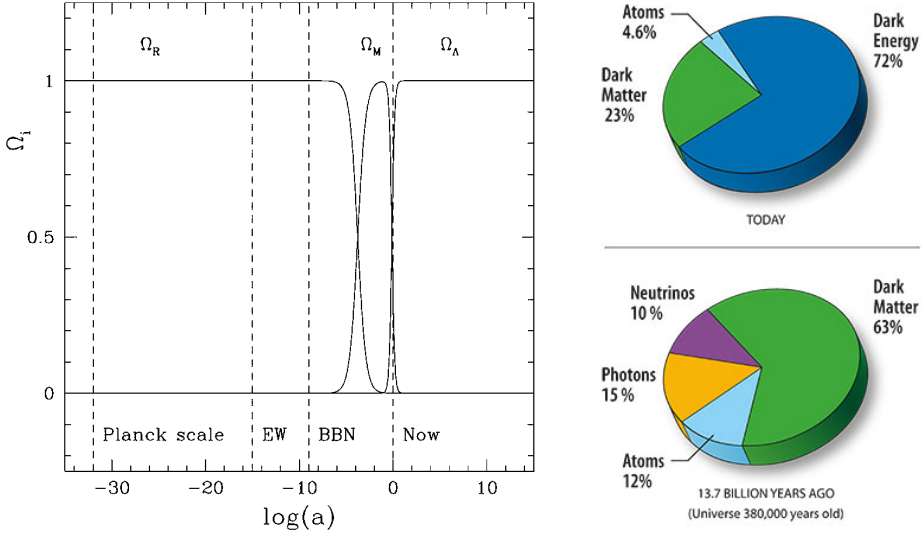 Ω_R Ω_M Ω_Λ
1
0.5
0
Ω_i
Planck scale EW BBN Now
−30 −20 −10 0 10
log(a)
Atoms
4.6%
Dark
Energy
72%
Dark
Matter
23%
TODAY
Neutrinos
10 %
Dark
Matter
63%
Photons
15 %
Atoms
12%
13.7 BILLION YEARS AGO
(Universe 380,000 years old)